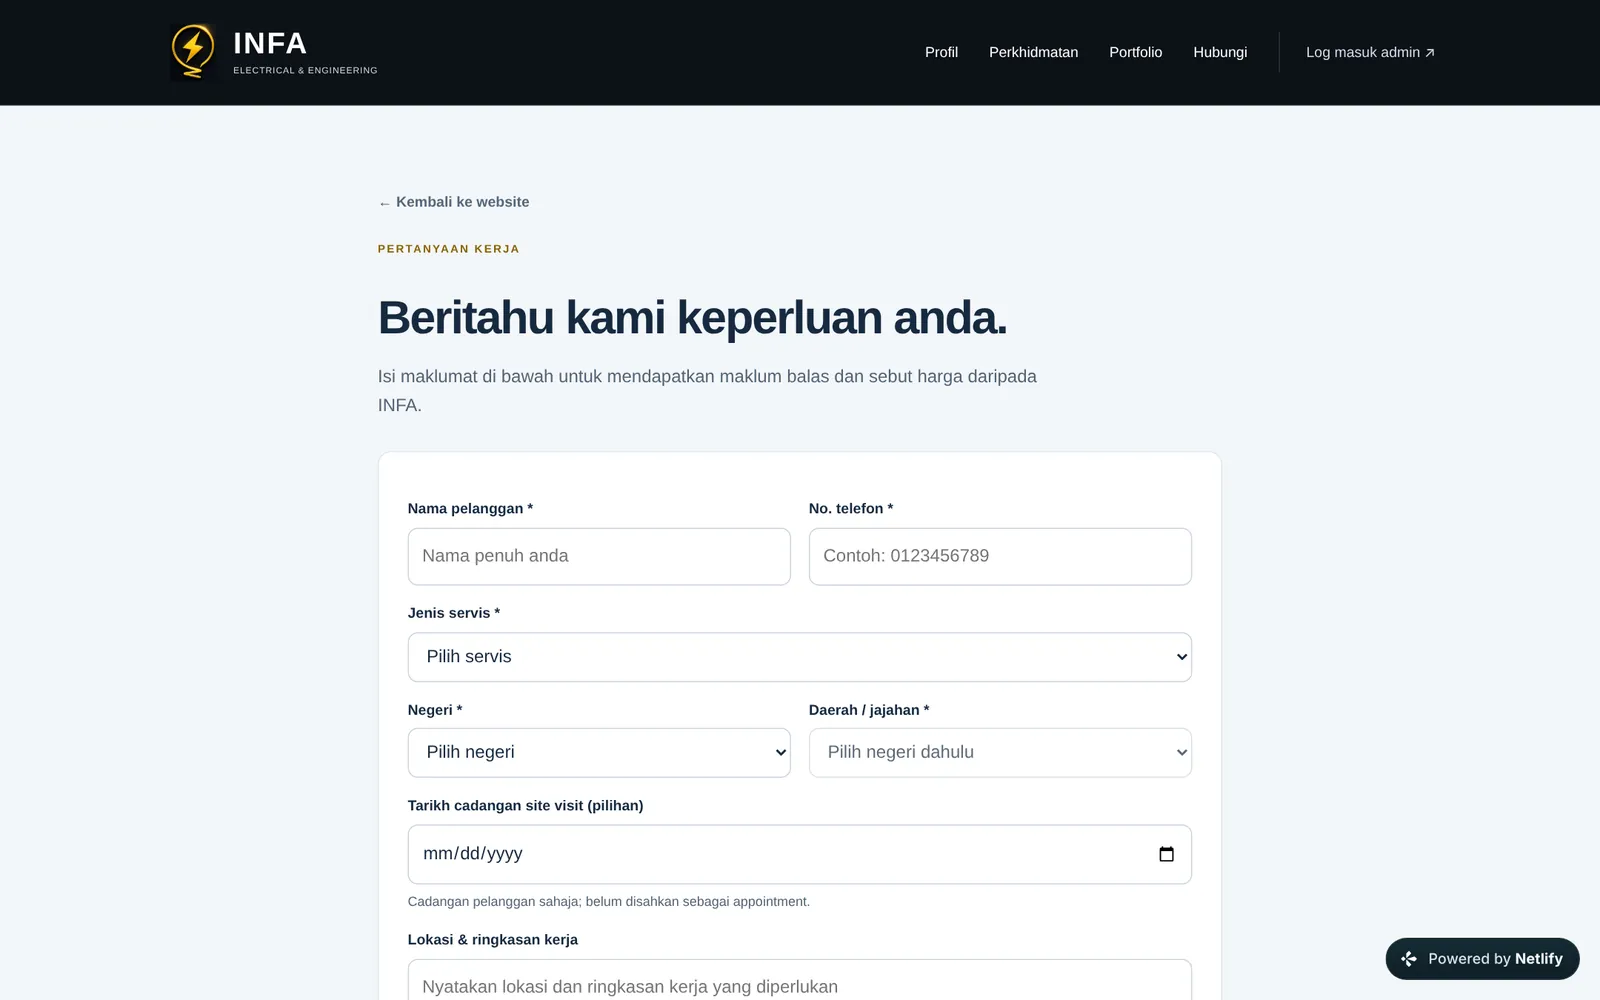 INFA
ELECTRICAL & ENGINEERING
Profil
Perkhidmatan
Portfolio
Hubungi
Log masuk admin ↗
← Kembali ke website
PERTANYAAN KERJA
Beritahu kami keperluan anda.
Isi maklumat di bawah untuk mendapatkan maklum balas dan sebut harga daripada
INFA.
Nama pelanggan *
No. telefon *
Nama penuh anda
Contoh: 0123456789
Jenis servis *
Pilih servis
Negeri *
Daerah / jajahan *
Pilih negeri
Pilih negeri dahulu
Tarikh cadangan site visit (pilihan)
mm/dd/yyyy
Cadangan pelanggan sahaja; belum disahkan sebagai appointment.
Lokasi & ringkasan kerja
Nyatakan lokasi dan ringkasan kerja yang diperlukan
Powered by Netlify